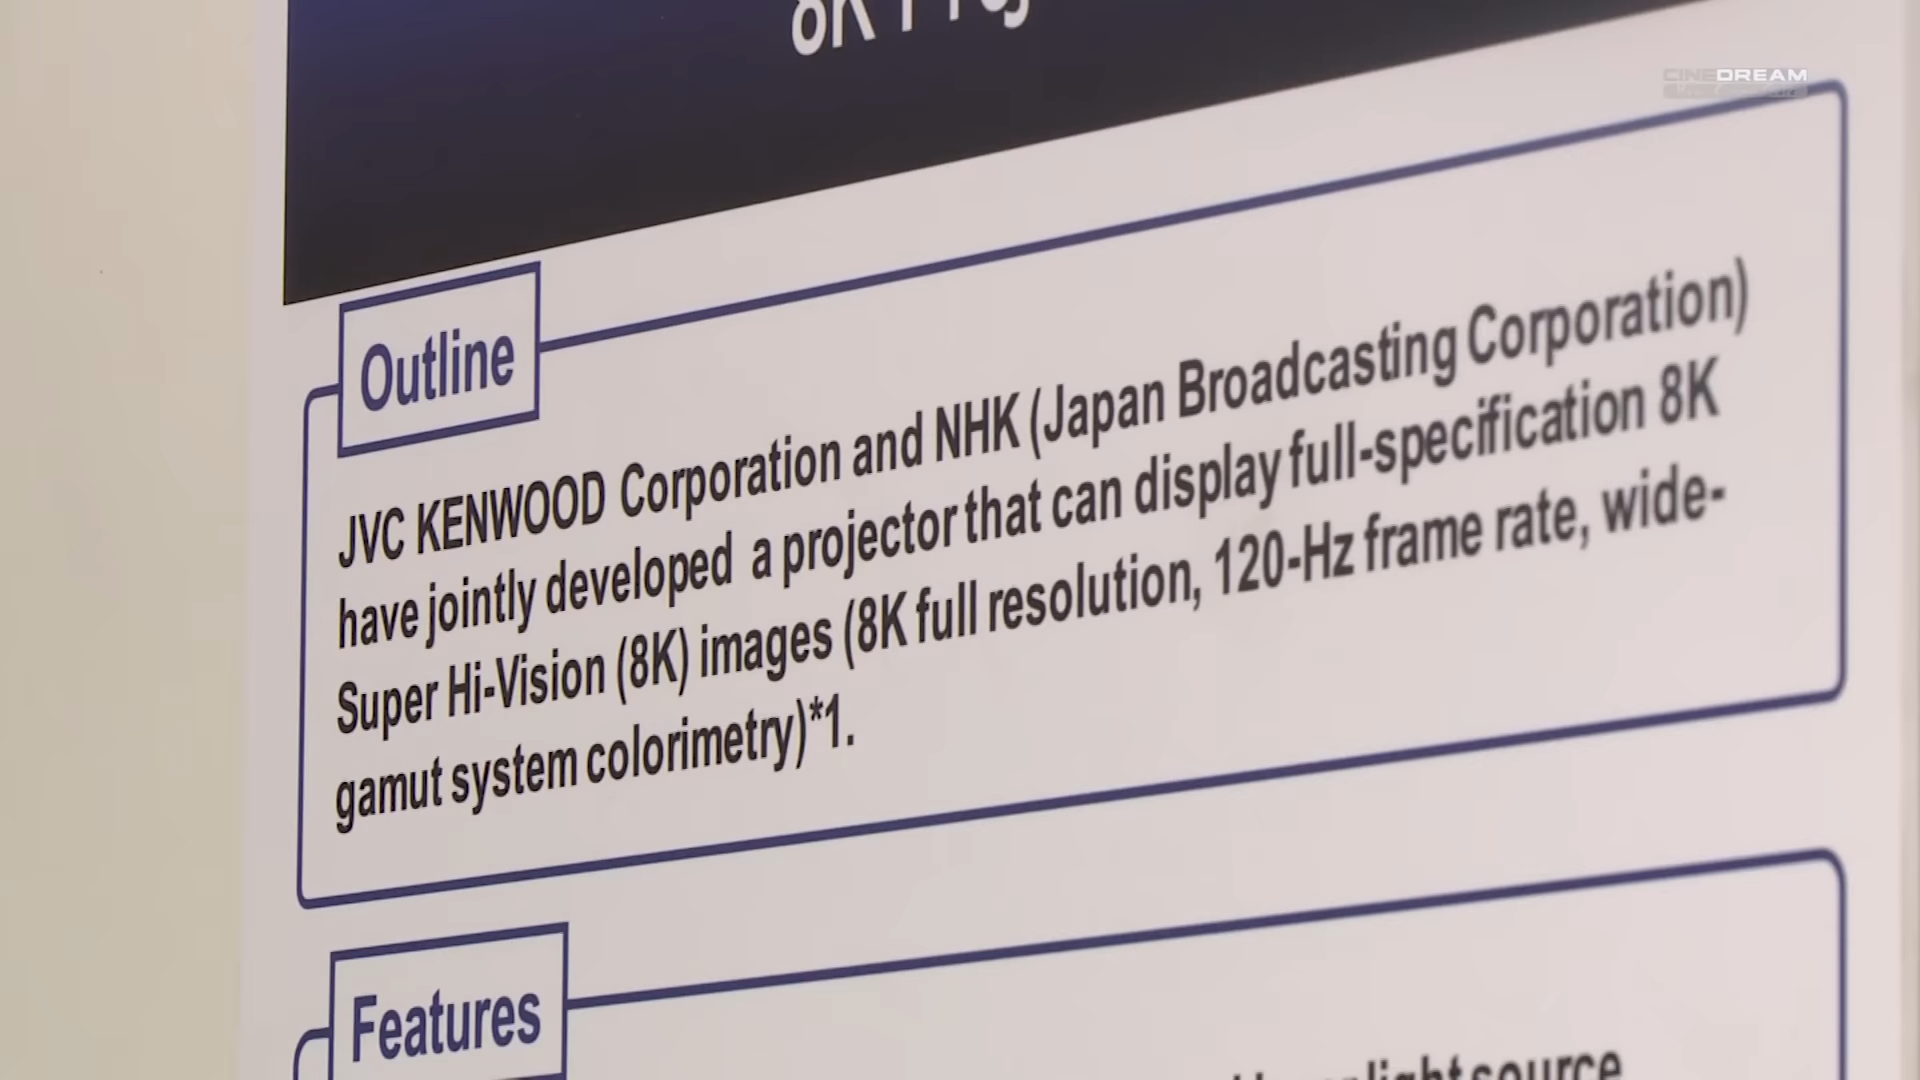 8K Proj
CINEDREAM
Outline
JVC KENWOOD Corporation and NHK (Japan Broadcasting Corporation)
have jointly developed a projector that can display full-specification 8K
Super Hi-Vision (8K) images (8K full resolution, 120-Hz frame rate, wide-
gamut system colorimetry)*1.
Features
light source